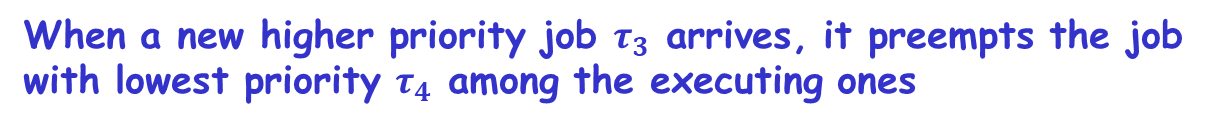 When a new higher priority job τ₃ arrives, it preempts the job
with lowest priority τ₄ among the executing ones